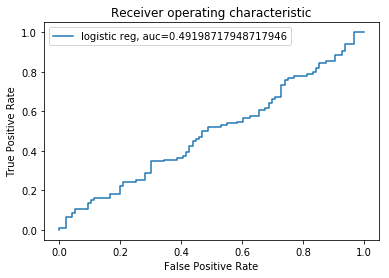 Receiver operating characteristic
logistic reg, auc=0.49198717948717946
True Positive Rate
1.0
0.8
0.6
0.4
0.2
0.0
0.0 0.2 0.4 0.6 0.8 1.0
False Positive Rate